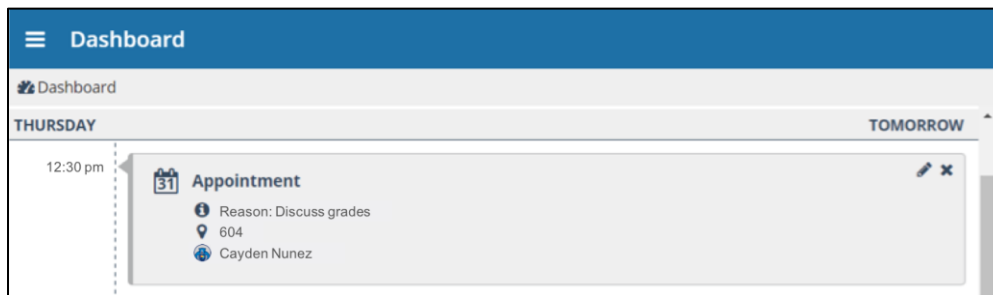 Dashboard
Dashboard
THURSDAY TOMORROW
12:30 pm
31 Appointment
Reason: Discuss grades
604
Cayden Nunez